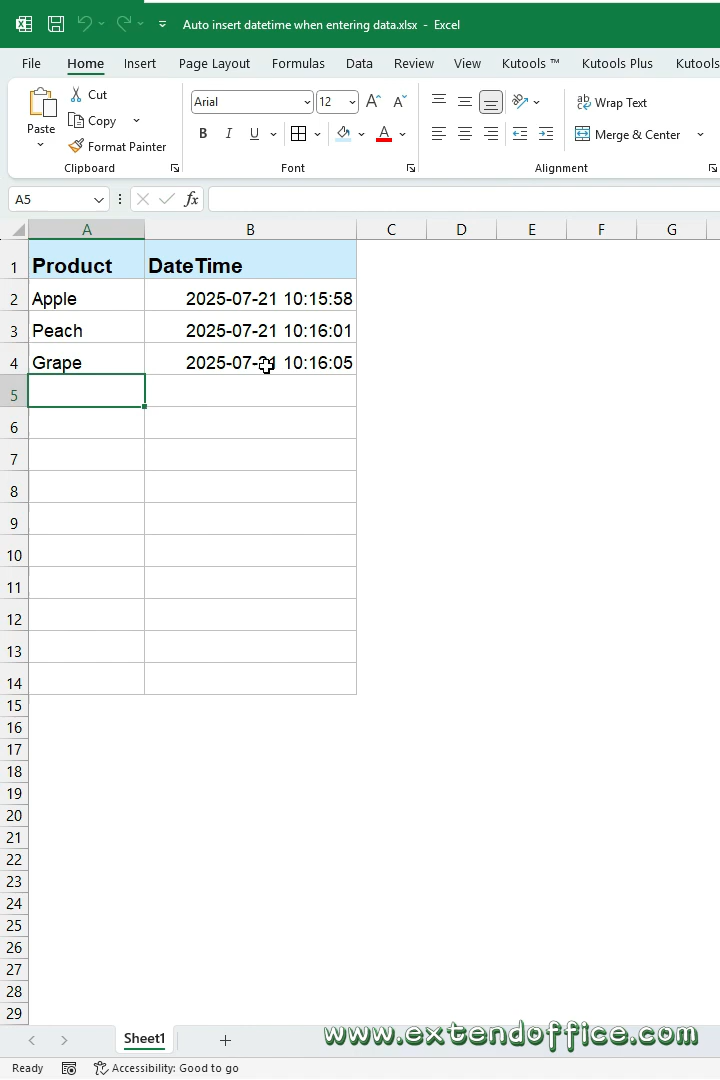 Auto insert datetime when entering data.xlsx - Excel
File Home Insert Page Layout Formulas Data Review View Kutools ™ Kutools Plus Kutools
Paste Cut
Copy
Format Painter
Clipboard
Arial 12
B I U A
Font
Wrap Text
Merge & Center
Alignment
A5 fx
A B C D E F G
1 Product DateTime
2 Apple 2025-07-21 10:15:58
3 Peach 2025-07-21 10:16:01
4 Grape 2025-07-21 10:16:05
5
6
7
8
9
10
11
12
13
14
15
16
17
18
19
20
21
22
23
24
25
26
27
28
29
Sheet1
www.extendoffice.com
Ready Accessibility: Good to go